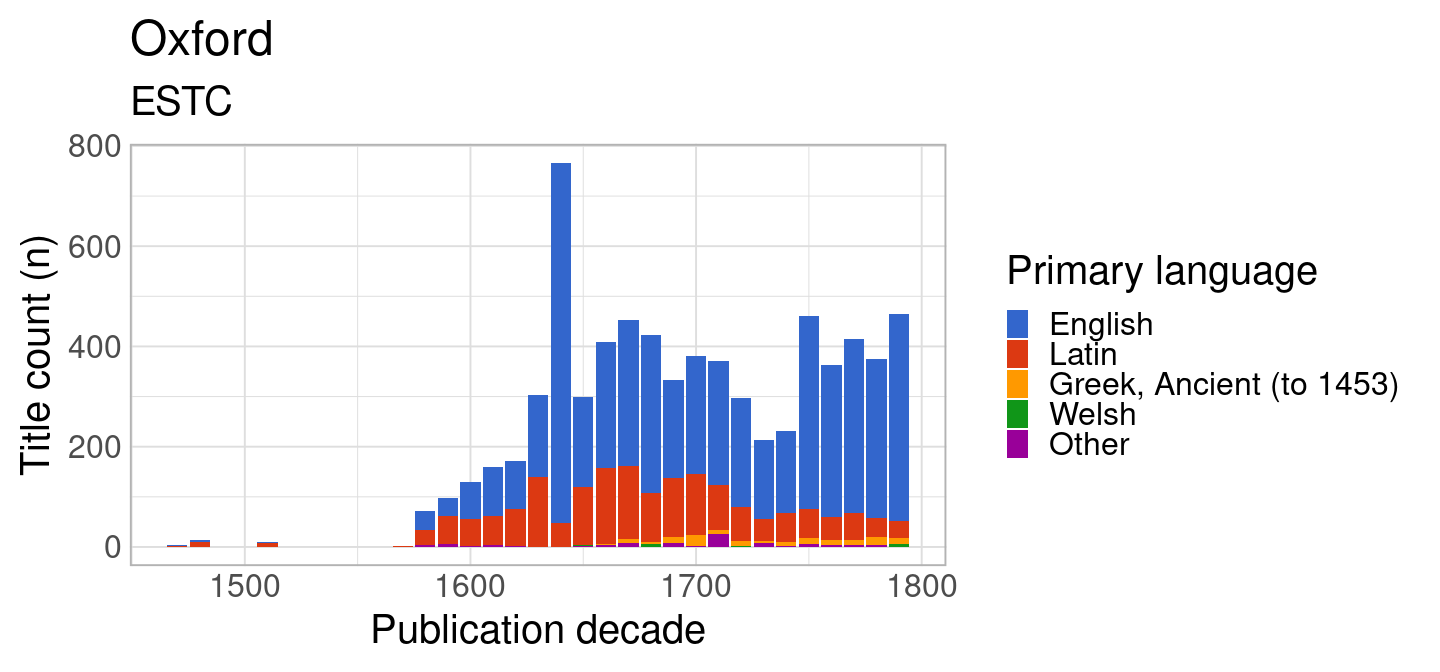 Oxford
ESTC
Title count (n)
800
600
400
200
0
1500 1600 1700 1800
Publication decade
Primary language
English
Latin
Greek, Ancient (to 1453)
Welsh
Other